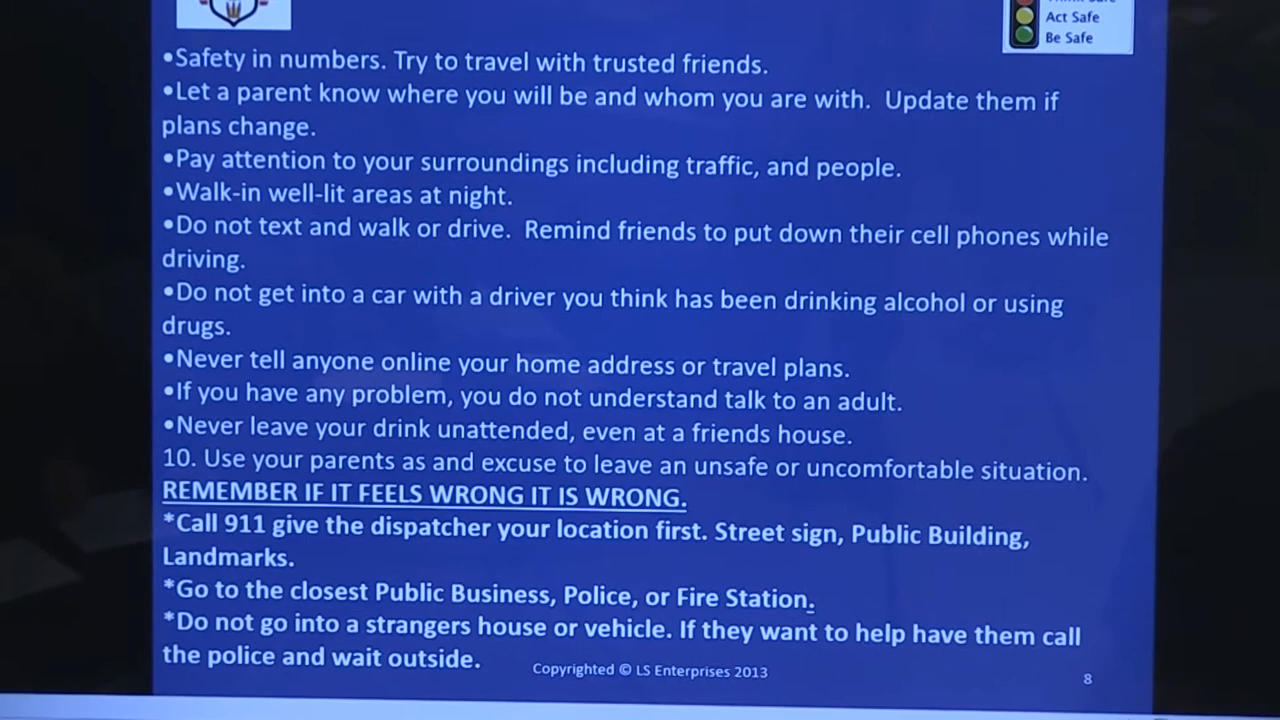 Act Safe
Be Safe
•Safety in numbers. Try to travel with trusted friends.
•Let a parent know where you will be and whom you are with.  Update them if
plans change.
•Pay attention to your surroundings including traffic, and people.
•Walk-in well-lit areas at night.
•Do not text and walk or drive.  Remind friends to put down their cell phones while
driving.
•Do not get into a car with a driver you think has been drinking alcohol or using
drugs.
•Never tell anyone online your home address or travel plans.
•If you have any problem, you do not understand talk to an adult.
•Never leave your drink unattended, even at a friends house.
10. Use your parents as and excuse to leave an unsafe or uncomfortable situation.
REMEMBER IF IT FEELS WRONG IT IS WRONG.
*Call 911 give the dispatcher your location first. Street sign, Public Building,
Landmarks.
*Go to the closest Public Business, Police, or Fire Station.
*Do not go into a strangers house or vehicle. If they want to help have them call
the police and wait outside.
Copyrighted © LS Enterprises 2013
8